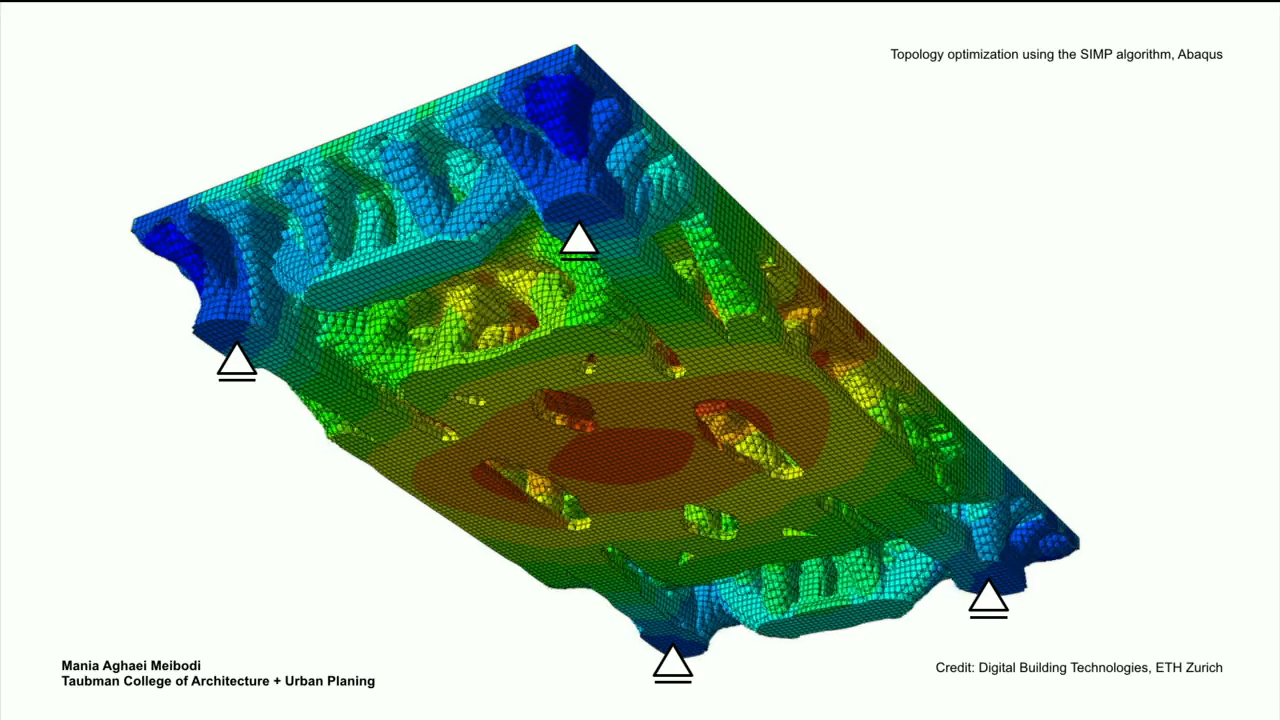 Topology optimization using the SIMP algorithm, Abaqus
Mania Aghaei Meibodi
Taubman College of Architecture + Urban Planing
Credit: Digital Building Technologies, ETH Zurich